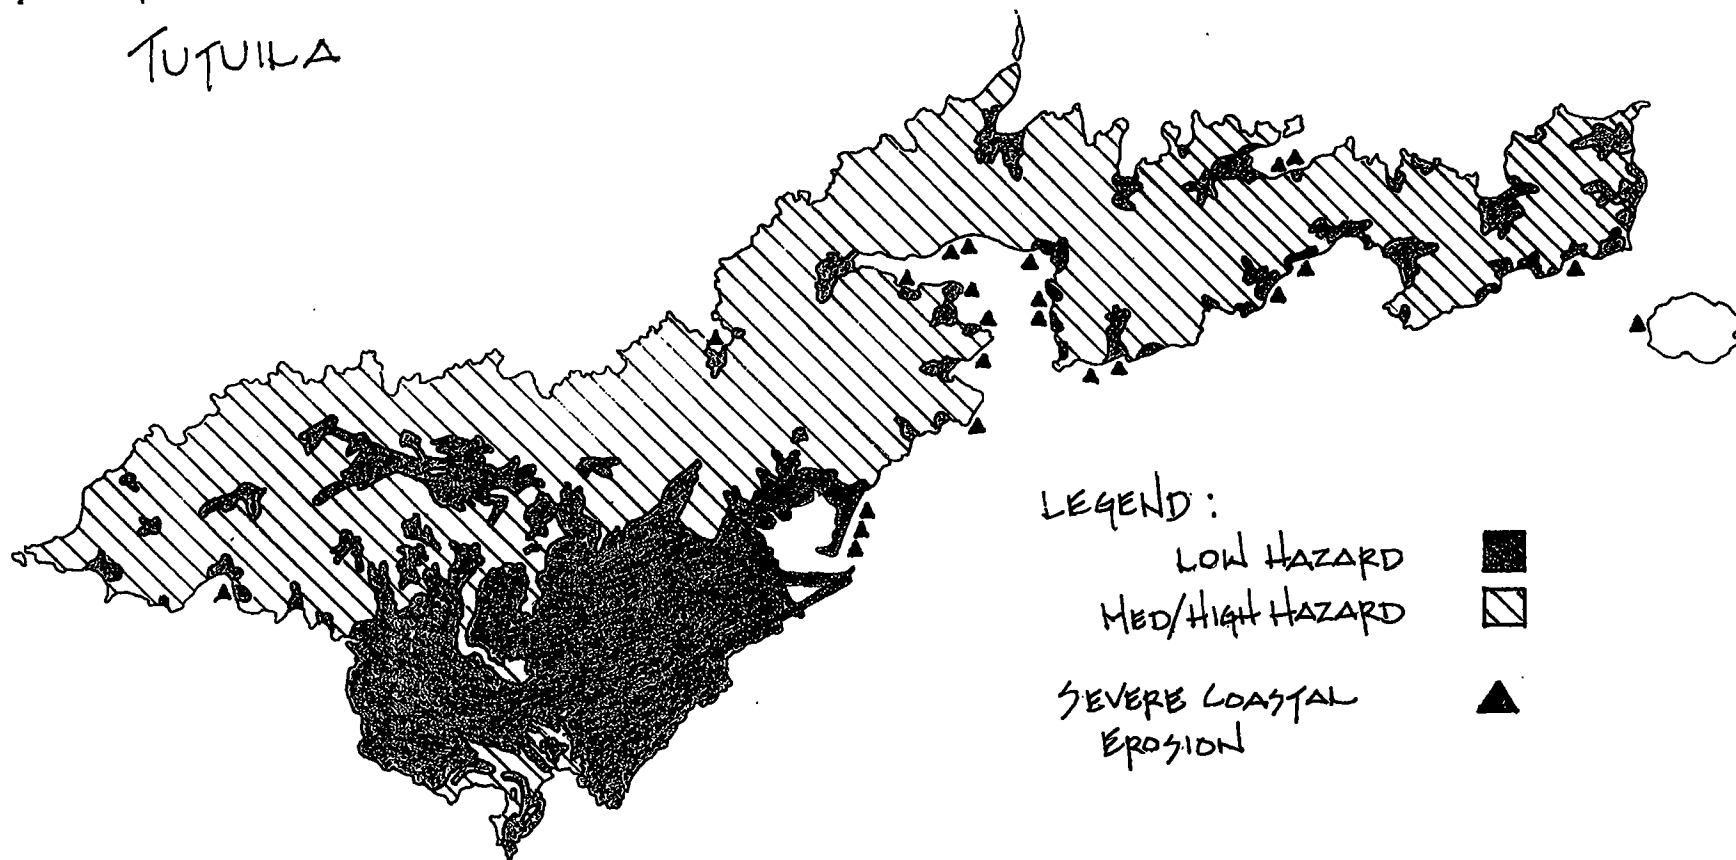 TUTUILA
LEGEND:
LOW HAZARD
MED/HIGH HAZARD
SEVERE COASTAL
EROSION